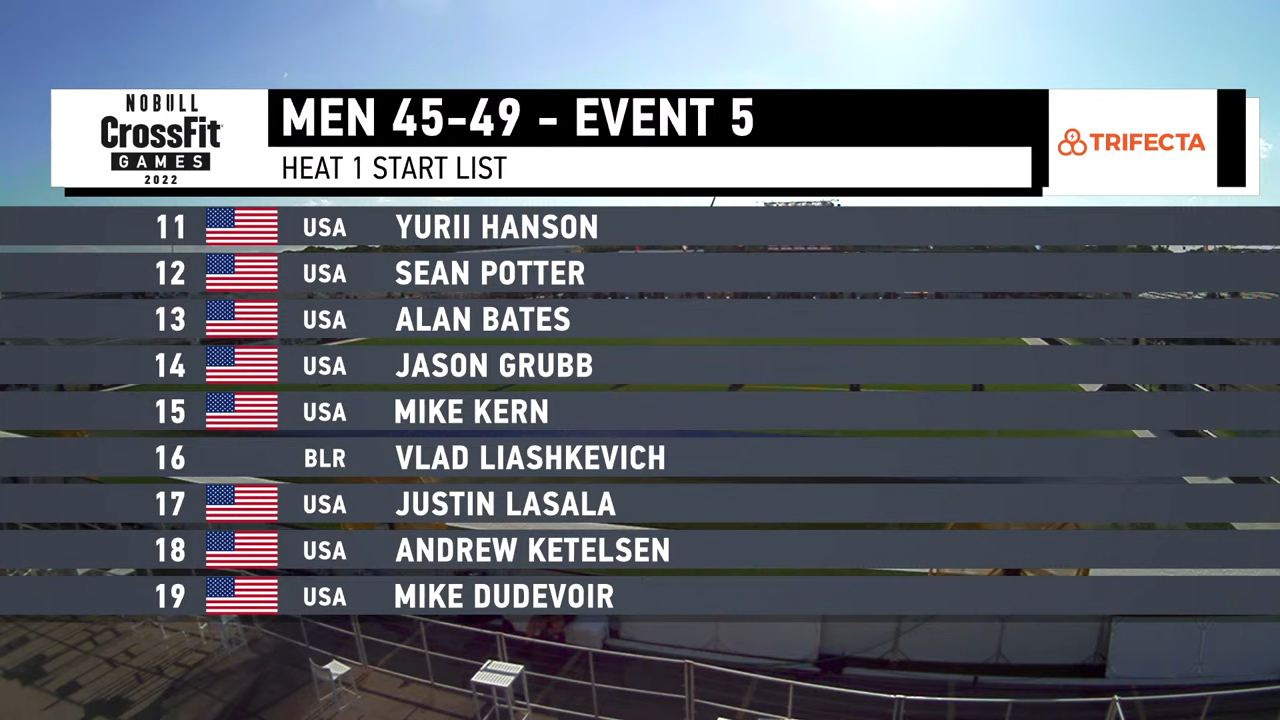 NOBULL
CrossFit
GAMES
2022
MEN 45-49 - EVENT 5
HEAT 1 START LIST
TRIFECTA
11 USA YURII HANSON
12 USA SEAN POTTER
13 USA ALAN BATES
14 USA JASON GRUBB
15 USA MIKE KERN
16 BLR VLAD LIASHKEVICH
17 USA JUSTIN LASALA
18 USA ANDREW KETELSEN
19 USA MIKE DUDEVOIR